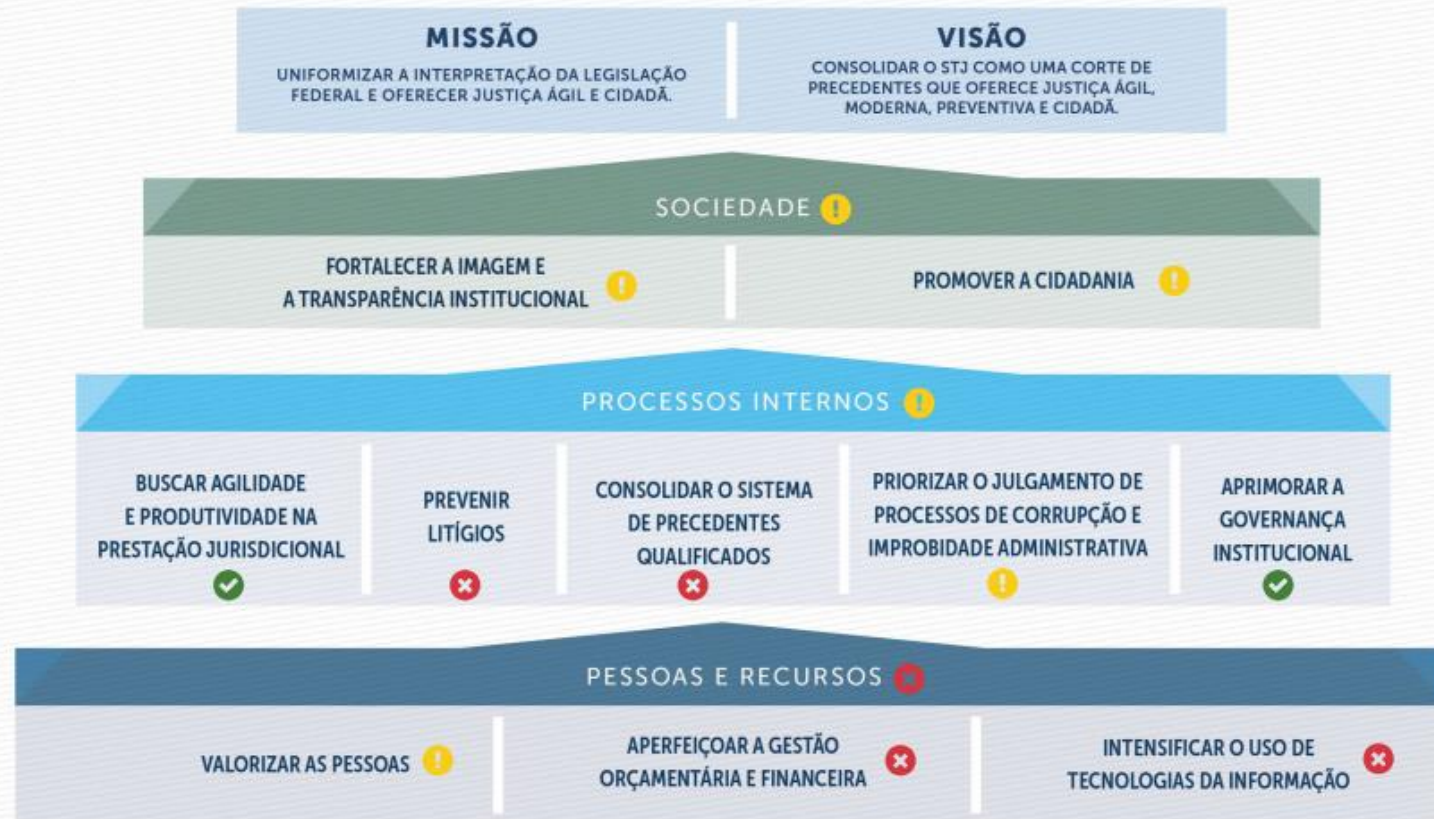 MISSÃO
UNIFORMIZAR A INTERPRETAÇÃO DA LEGISLAÇÃO
FEDERAL E OFERECER JUSTIÇA ÁGIL E CIDADÃ.
VISÃO
CONSOLIDAR O STJ COMO UMA CORTE DE
PRECEDENTES QUE OFERECE JUSTIÇA ÁGIL,
MODERNA, PREVENTIVA E CIDADÃ.
SOCIEDADE
FORTALECER A IMAGEM E
A TRANSPARÊNCIA INSTITUCIONAL
PROMOVER A CIDADANIA
PROCESSOS INTERNOS
BUSCAR AGILIDADE
E PRODUTIVIDADE NA
PRESTAÇÃO JURISDICIONAL
PREVENIR
LITÍGIOS
CONSOLIDAR O SISTEMA
DE PRECEDENTES
QUALIFICADOS
PRIORIZAR O JULGAMENTO DE
PROCESSOS DE CORRUPÇÃO E
IMPROBIDADE ADMINISTRATIVA
APRIMORAR A
GOVERNANÇA
INSTITUCIONAL
PESSOAS E RECURSOS
VALORIZAR AS PESSOAS
APERFEIÇOAR A GESTÃO
ORÇAMENTÁRIA E FINANCEIRA
INTENSIFICAR O USO DE
TECNOLOGIAS DA INFORMAÇÃO